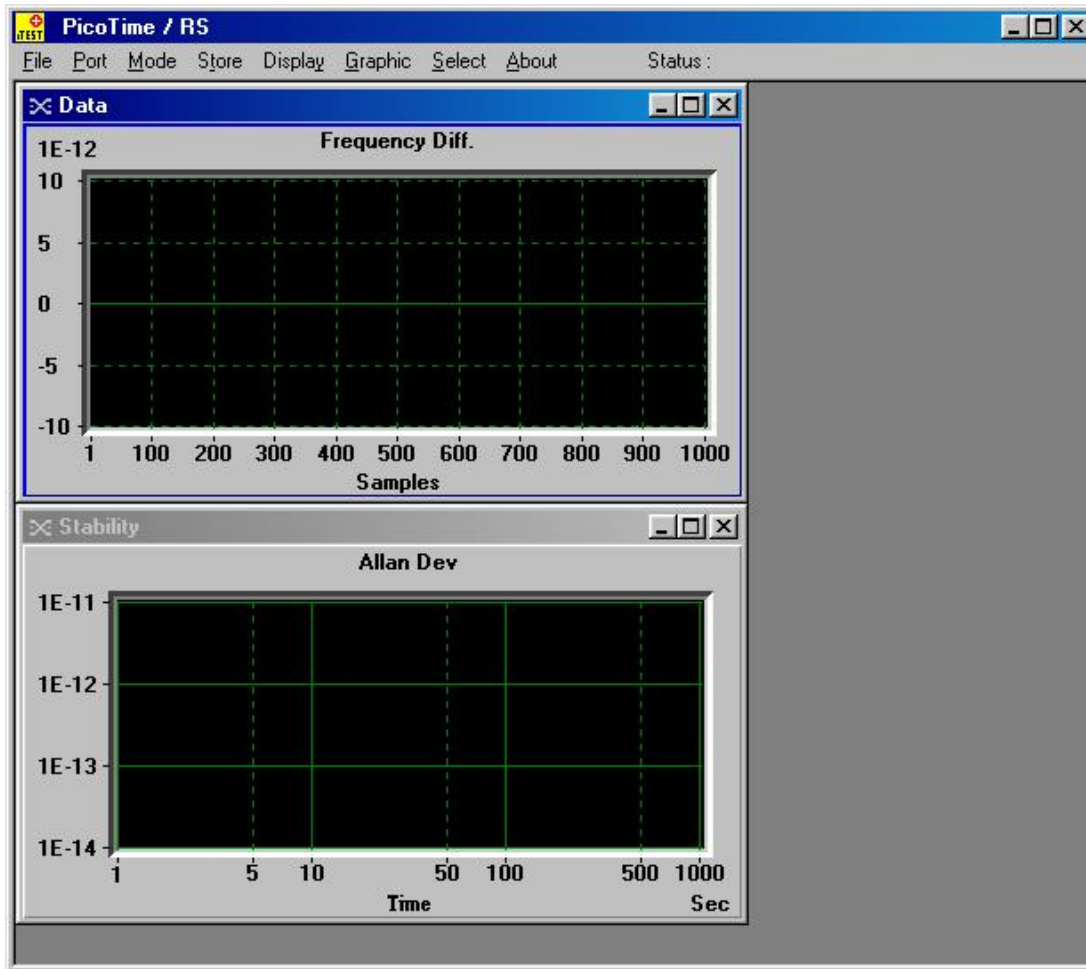 iTEST PicoTime / RS
File Port Mode Store Display Graphic Select About Status :
Data
Frequency Diff.
1E-12
10
5
0
-5
-10
1 100 200 300 400 500 600 700 800 900 1000
Samples
Stability
Allan Dev
1E-11
1E-12
1E-13
1E-14
1 5 10 50 100 500 1000
Time Sec